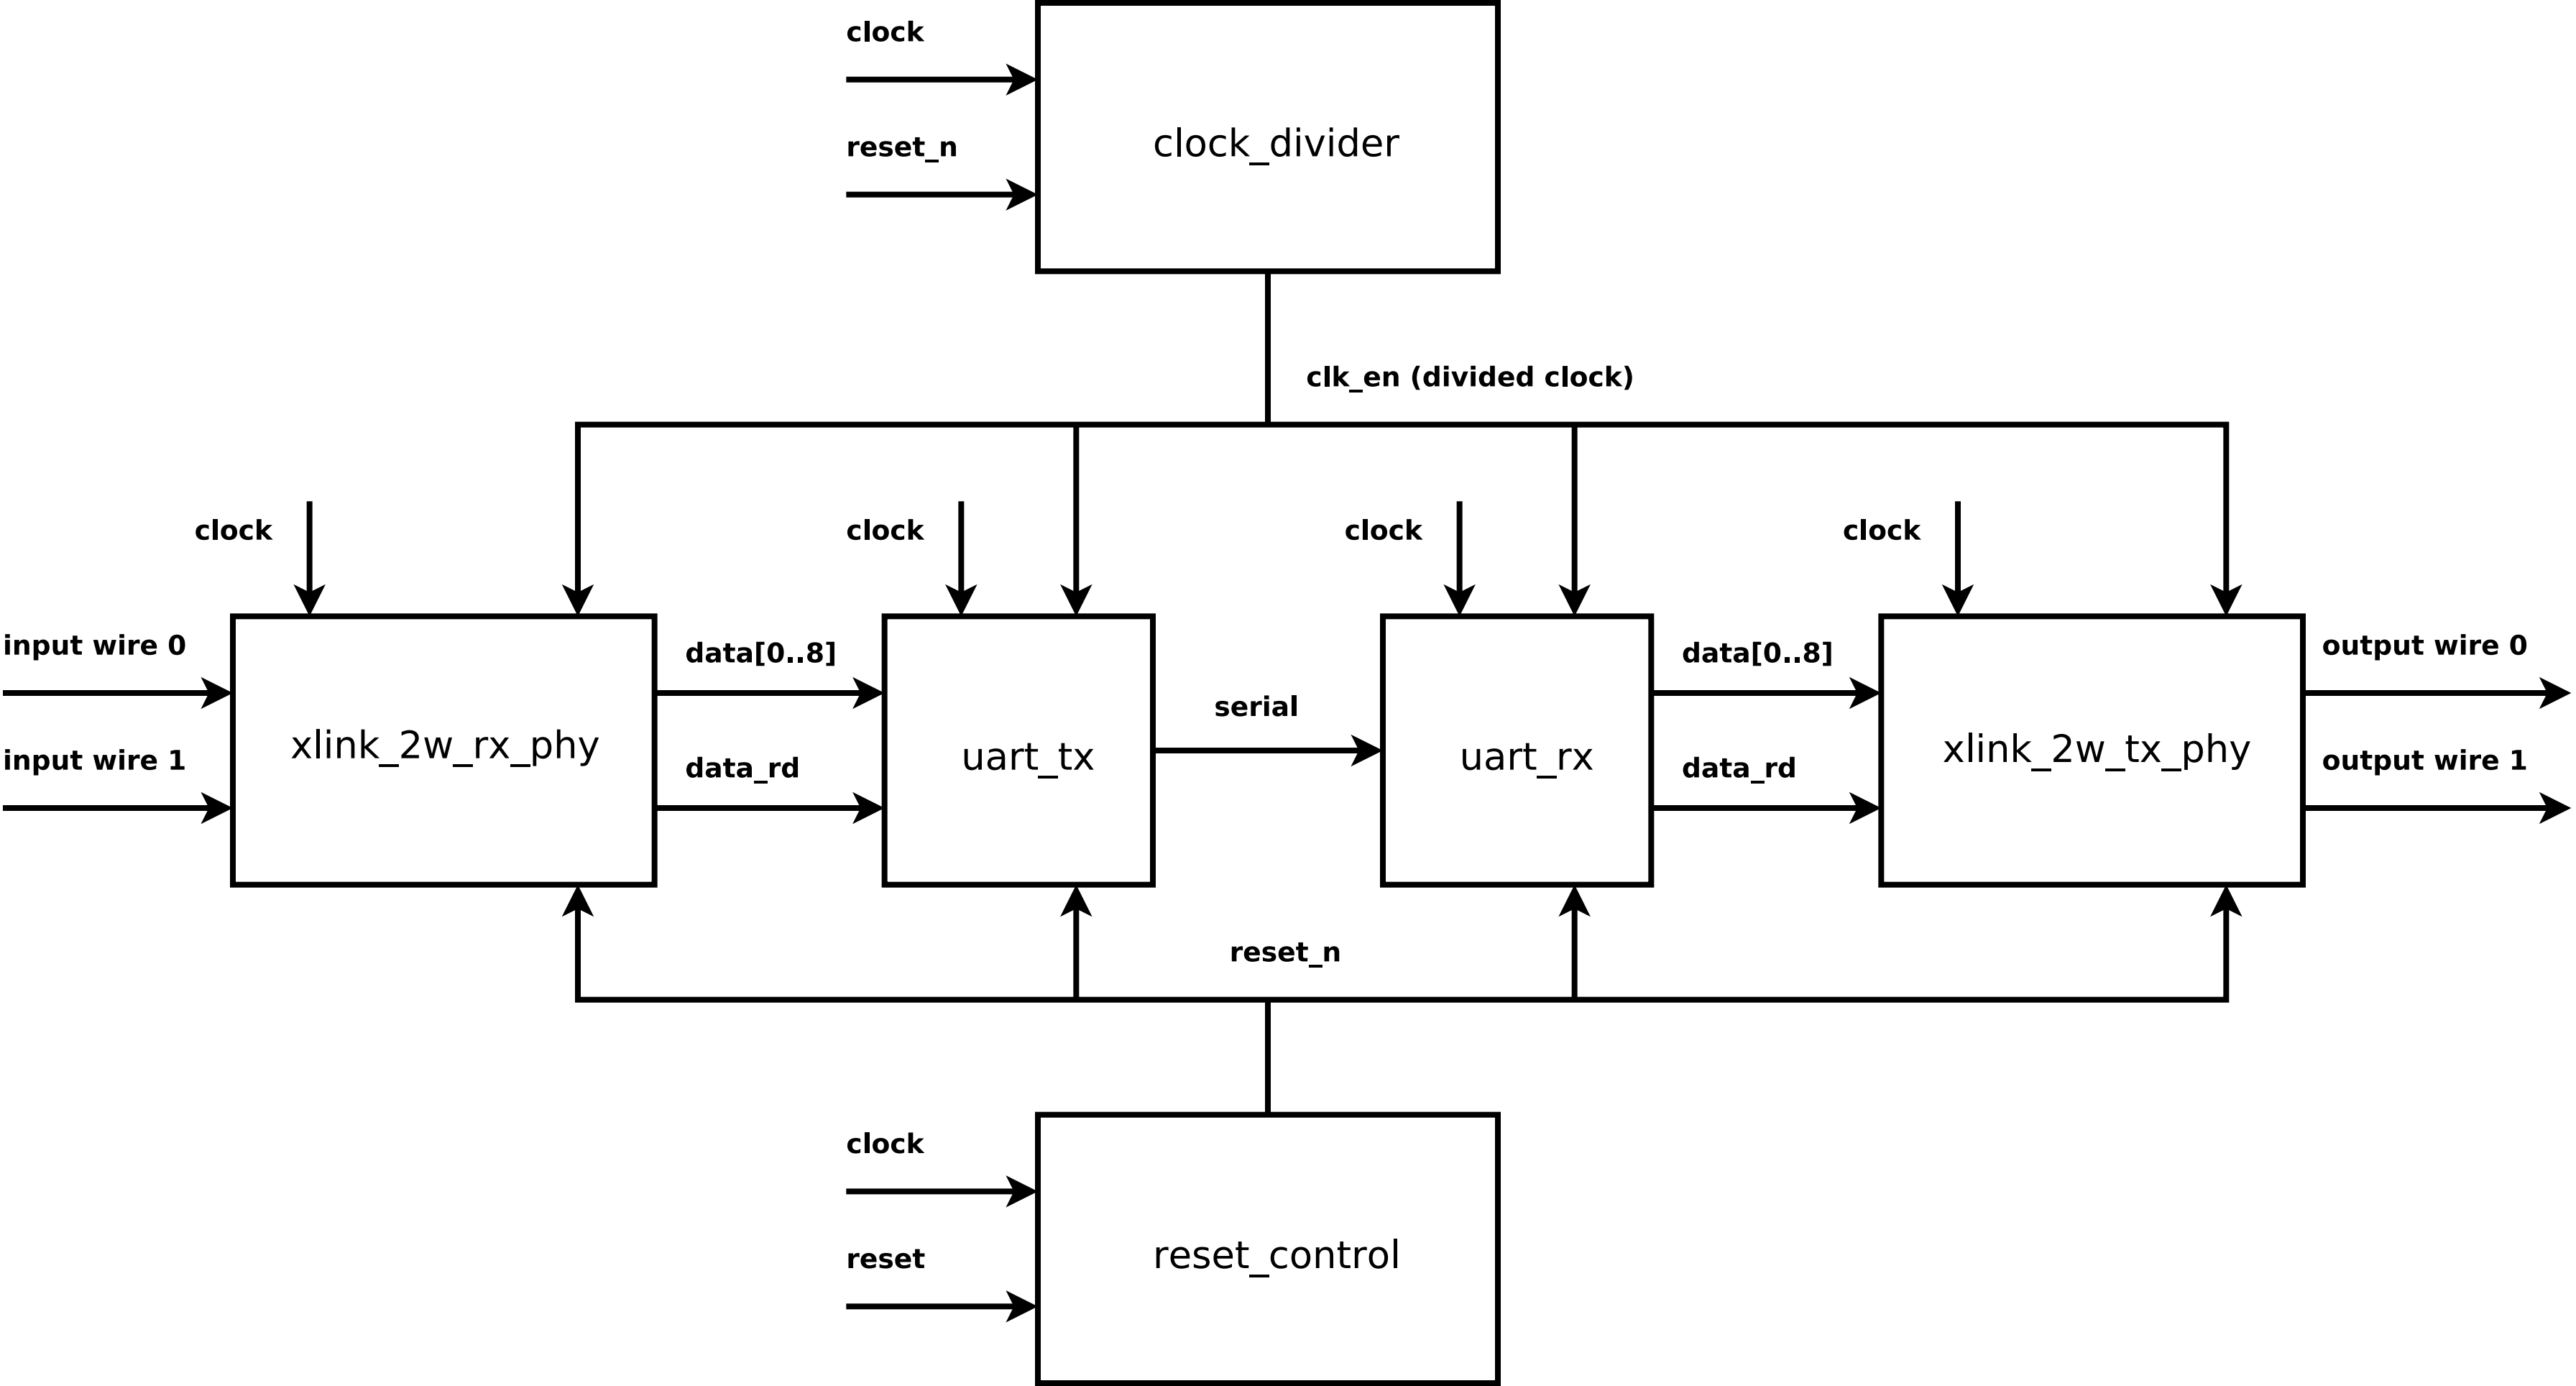 clock
reset_n
clock_divider
clk_en (divided clock)
clock
clock
clock
clock
input wire 0
input wire 1
xlink_2w_rx_phy
data[0..8]
data_rd
uart_tx
serial
uart_rx
data[0..8]
data_rd
xlink_2w_tx_phy
output wire 0
output wire 1
reset_n
clock
reset
reset_control